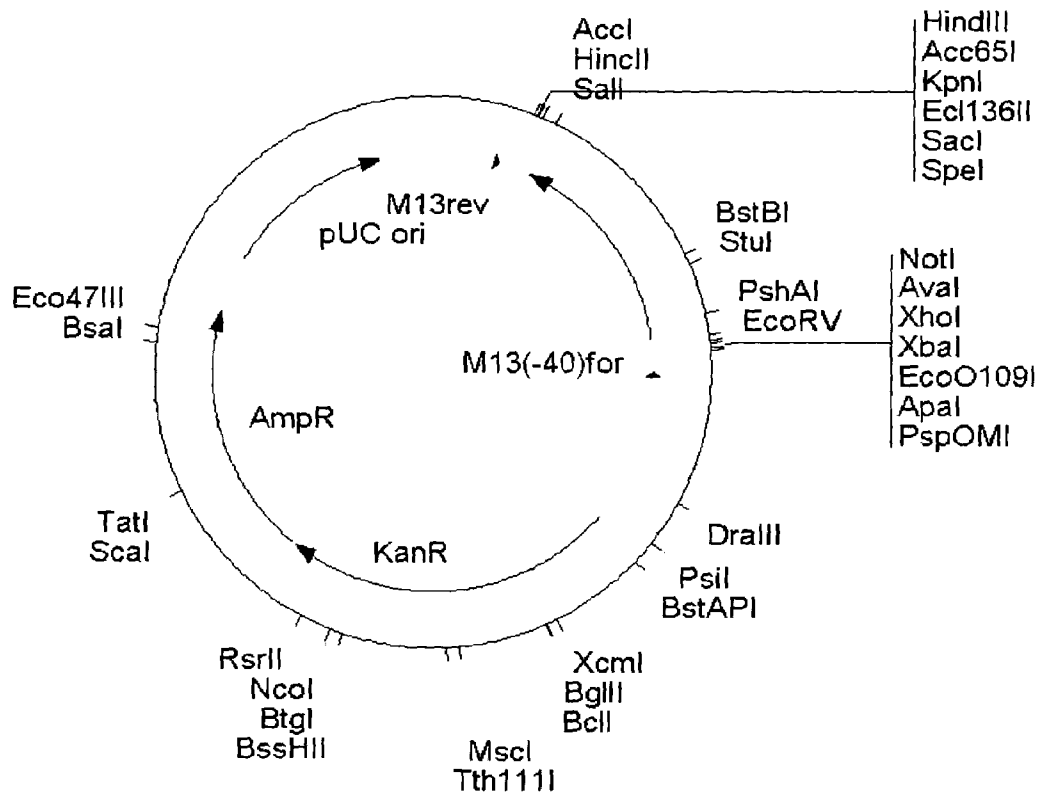 AccI
HincII
SalI
HindIII
Acc65I
KpnI
Ecl136II
SacI
SpeI
M13rev
pUC ori
BstBI
StuI
PshAI
EcoRV
NotI
AvaI
XhoI
XbaI
EcoO109I
ApaI
PspOMI
Eco47III
BsaI
M13(-40)for
AmpR
TatI
ScaI
KanR
DraIII
PsiI
BstAPI
RsrII
NcoI
BtgI
BssHII
XcmI
BglII
BclI
MscI
Tth111I